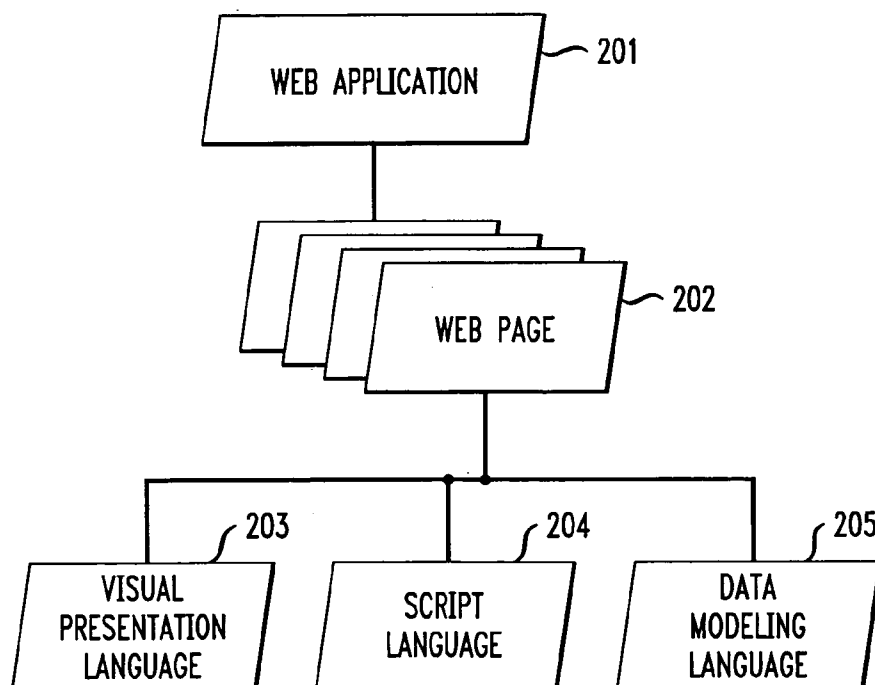 201
WEB APPLICATION
202
WEB PAGE
203
204
205
VISUAL
PRESENTATION
LANGUAGE
SCRIPT
LANGUAGE
DATA
MODELING
LANGUAGE